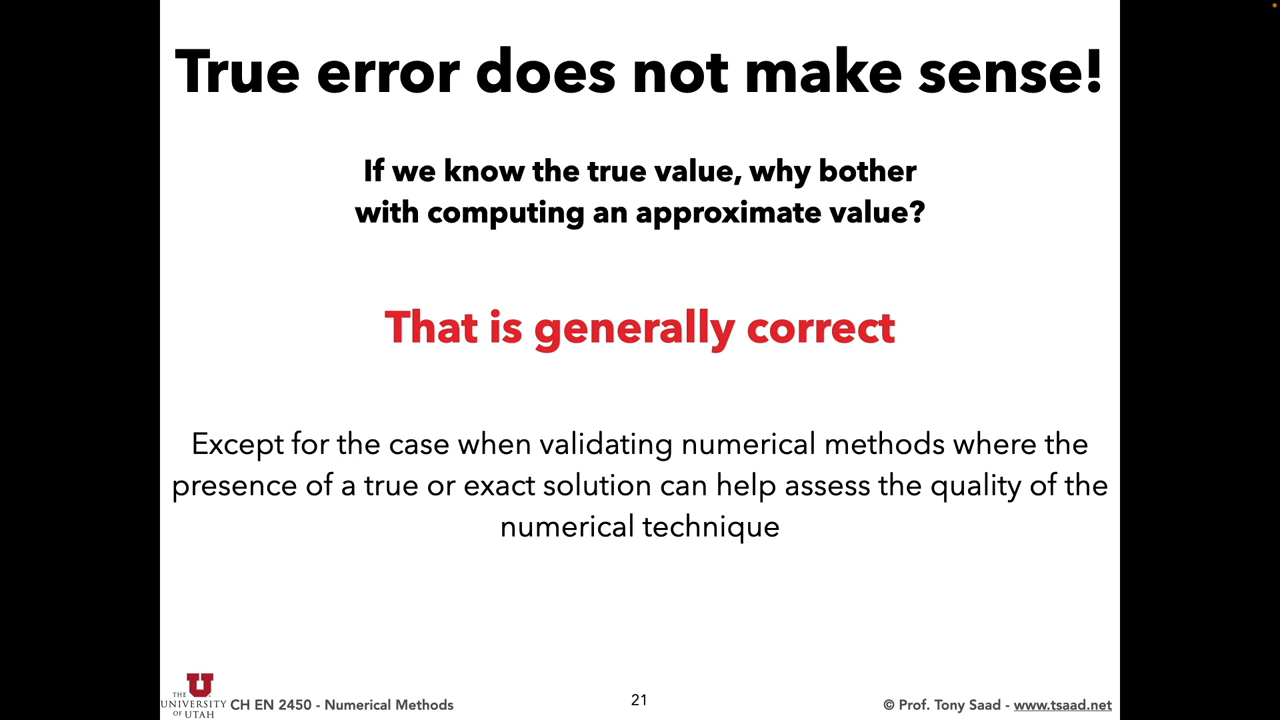 True error does not make sense!
If we know the true value, why bother
with computing an approximate value?
That is generally correct
Except for the case when validating numerical methods where the
presence of a true or exact solution can help assess the quality of the
numerical technique
THE
UNIVERSITY
OF UTAH
CH EN 2450 - Numerical Methods
21
© Prof. Tony Saad - www.tsaad.net